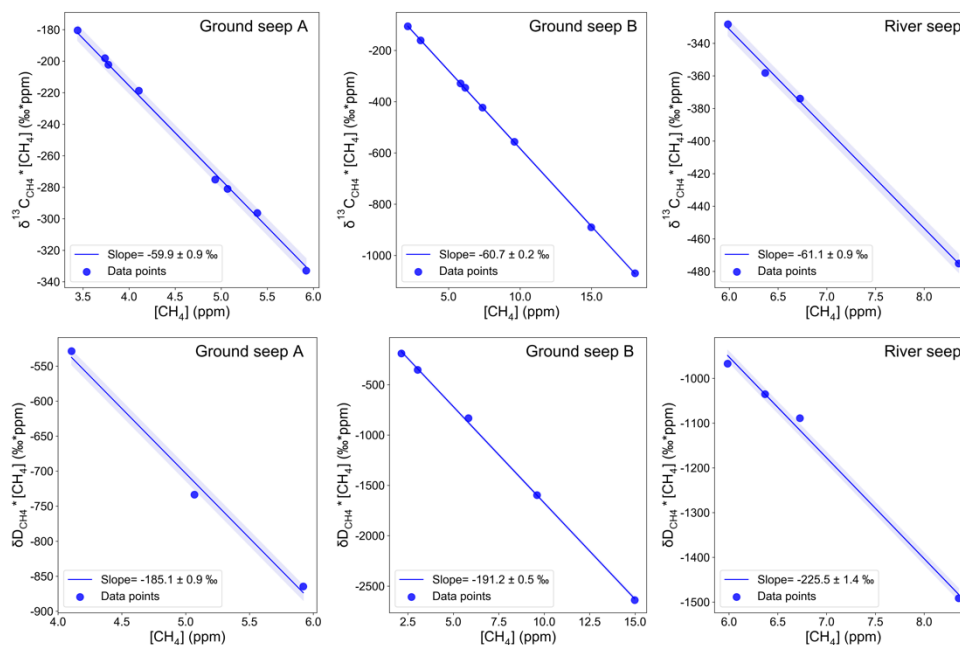 Ground seep A
δ¹³C_CH4 * [CH₄] (‰*ppm)
-180
-200
-220
-240
-260
-280
-300
-320
-340
Slope= -59.9 ± 0.9 ‰
Data points
3.5 4.0 4.5 5.0 5.5 6.0
[CH₄] (ppm)
Ground seep B
δ¹³C_CH4 * [CH₄] (‰*ppm)
-200
-400
-600
-800
-1000
Slope= -60.7 ± 0.2 ‰
Data points
5.0 10.0 15.0
[CH₄] (ppm)
River seep
δ¹³C_CH4 * [CH₄] (‰*ppm)
-340
-360
-380
-400
-420
-440
-460
-480
Slope= -61.1 ± 0.9 ‰
Data points
6.0 6.5 7.0 7.5 8.0
[CH₄] (ppm)
Ground seep A
δD_CH4 * [CH₄] (‰*ppm)
-550
-600
-650
-700
-750
-800
-850
-900
Slope= -185.1 ± 0.9 ‰
Data points
4.0 4.5 5.0 5.5 6.0
[CH₄] (ppm)
Ground seep B
δD_CH4 * [CH₄] (‰*ppm)
-500
-1000
-1500
-2000
-2500
Slope= -191.2 ± 0.5 ‰
Data points
2.5 5.0 7.5 10.0 12.5 15.0
[CH₄] (ppm)
River seep
δD_CH4 * [CH₄] (‰*ppm)
-1000
-1100
-1200
-1300
-1400
-1500
Slope= -225.5 ± 1.4 ‰
Data points
6.0 6.5 7.0 7.5 8.0
[CH₄] (ppm)